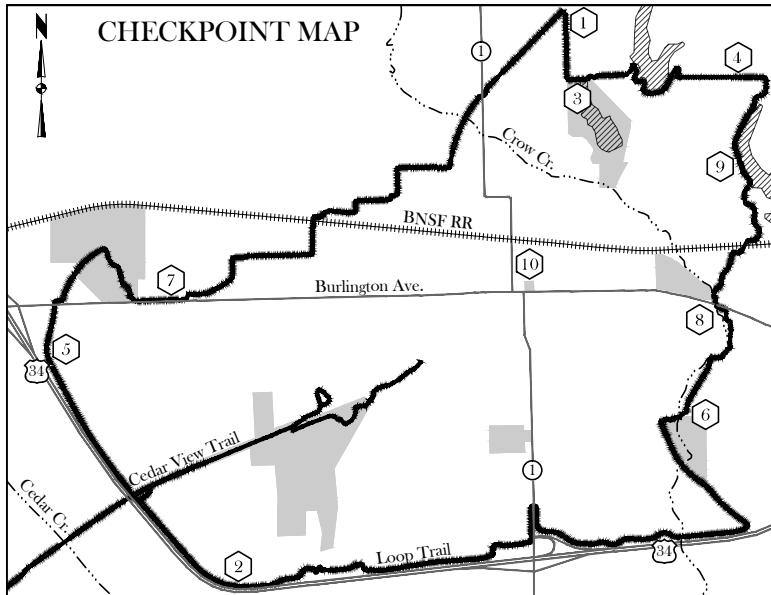 N
CHECKPOINT MAP
1
1
4
3
Crow Cr.
9
BNSF RR
10
7
Burlington Ave.
8
5
34
6
Cedar View Trail
1
Cedar Cr.
Loop Trail
34
2